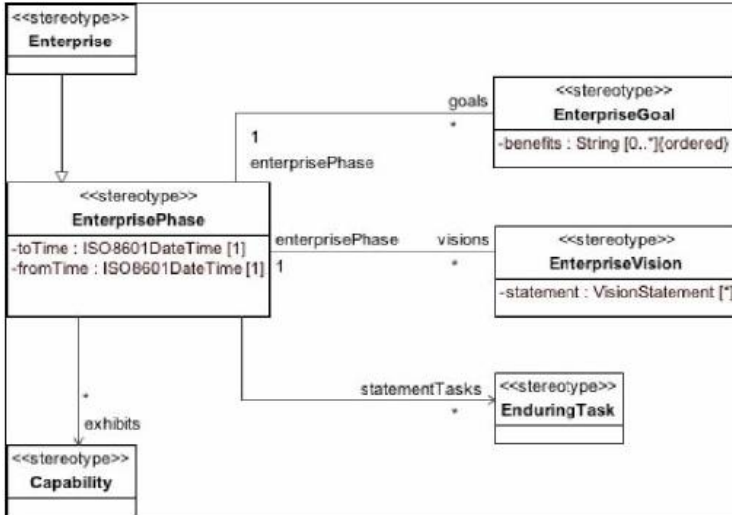 <<stereotype>>
Enterprise
goals
*
1
enterprisePhase
<<stereotype>>
EnterpriseGoal
-benefits : String [0..*]{ordered}
<<stereotype>>
EnterprisePhase
-toTime : ISO8601DateTime [1]
-fromTime : ISO8601DateTime [1]
enterprisePhase
1
visions
*
<<stereotype>>
EnterpriseVision
-statement : VisionStatement [*]
statementTasks
*
<<stereotype>>
EnduringTask
*
exhibits
<<stereotype>>
Capability